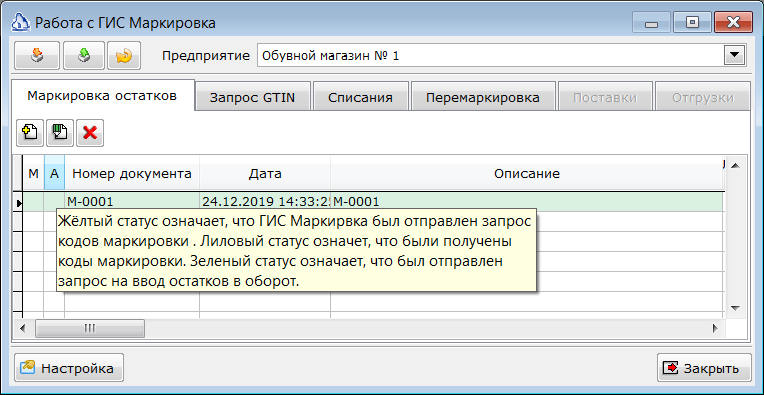 Работа с ГИС Маркировка
Предприятие Обувной магазин № 1
Маркировка остатков Запрос GTIN Списания Перемаркировка Поставки Отгрузки
М А Номер документа Дата Описание
М-0001 24.12.2019 14:33:2 М-0001
Жёлтый статус означает, что ГИС Маркирвка был отправлен запрос
кодов маркировки . Лиловый статус означет, что были получены
коды маркировки. Зеленый статус означает, что был отправлен
запрос на ввод остатков в оборот.
Настройка Закрыть